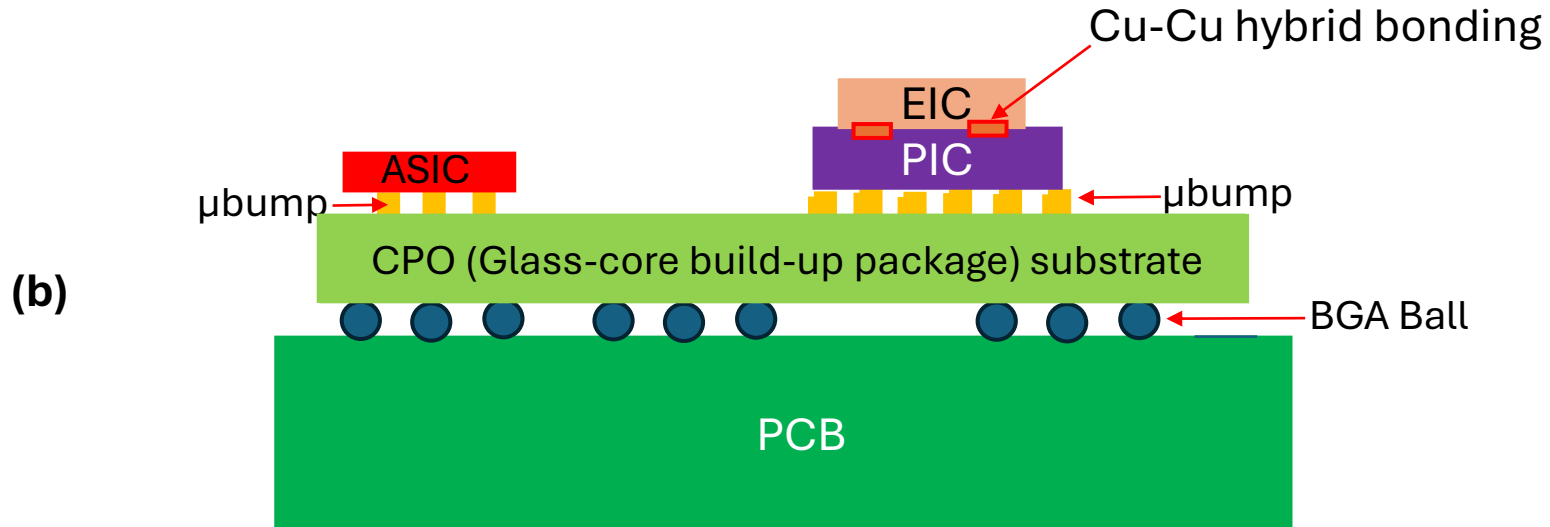 Cu-Cu hybrid bonding
EIC
PIC
ASIC
μbump
μbump
CPO (Glass-core build-up package) substrate
(b)
BGA Ball
PCB